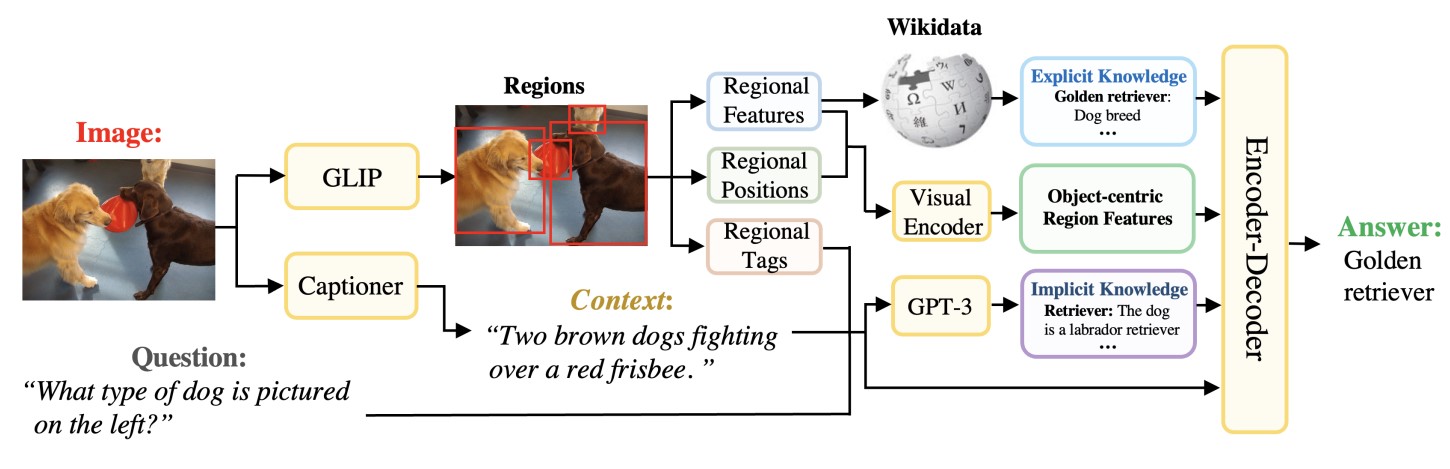 Image:
GLIP
Captioner
Question:
“What type of dog is pictured
on the left?”
Regions
Context:
“Two brown dogs fighting
over a red frisbee. ”
Regional
Features
Regional
Positions
Regional
Tags
Wikidata
Visual
Encoder
GPT-3
Explicit Knowledge
Golden retriever:
Dog breed
...
Object-centric
Region Features
Implicit Knowledge
Retriever: The dog
is a labrador retriever
...
Encoder-Decoder
Answer:
Golden
retriever